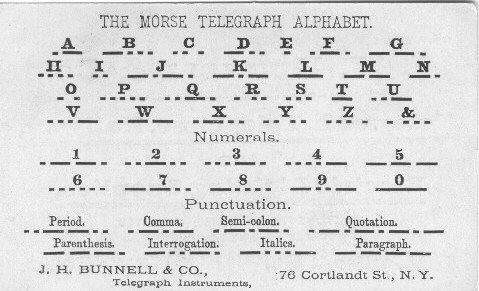 THE MORSE TELEGRAPH ALPHABET.
A B C D E F G
H I J K L M N
O P Q R S T U
V W X Y Z &
Numerals.
1 2 3 4 5
6 7 8 9 0
Punctuation.
Period. Comma. Semi-colon. Quotation.
Parenthesis. Interrogation. Italics. Paragraph.
J. H. BUNNELL & CO., 76 Cortlandt St., N. Y.
Telegraph Instruments,